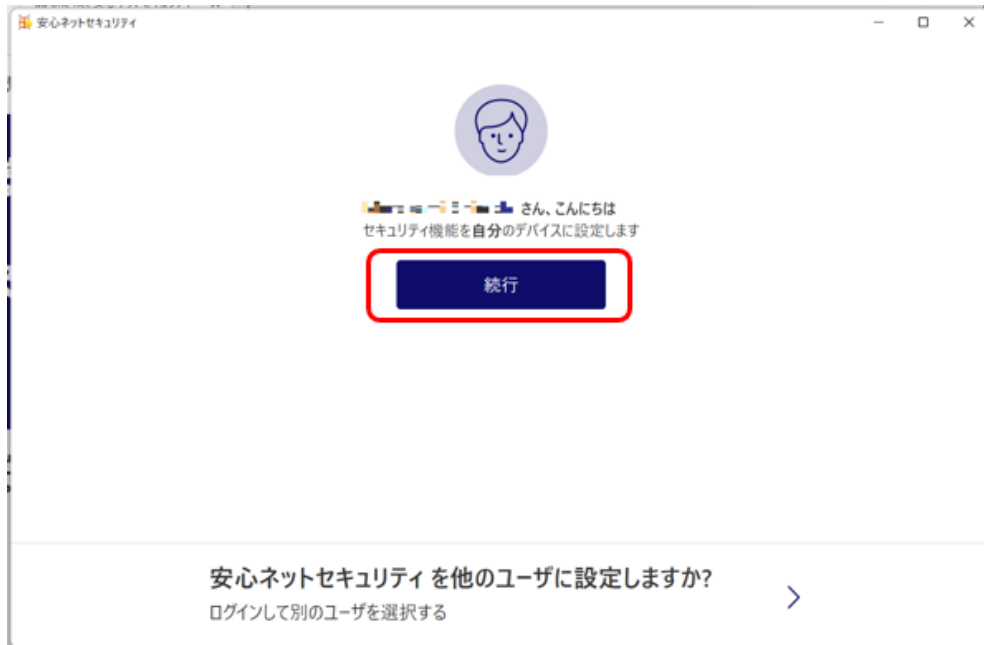 安心ネットセキュリティ
さん、こんにちは
セキュリティ機能を自分のデバイスに設定します
続行
安心ネットセキュリティ を他のユーザに設定しますか?
ログインして別のユーザを選択する